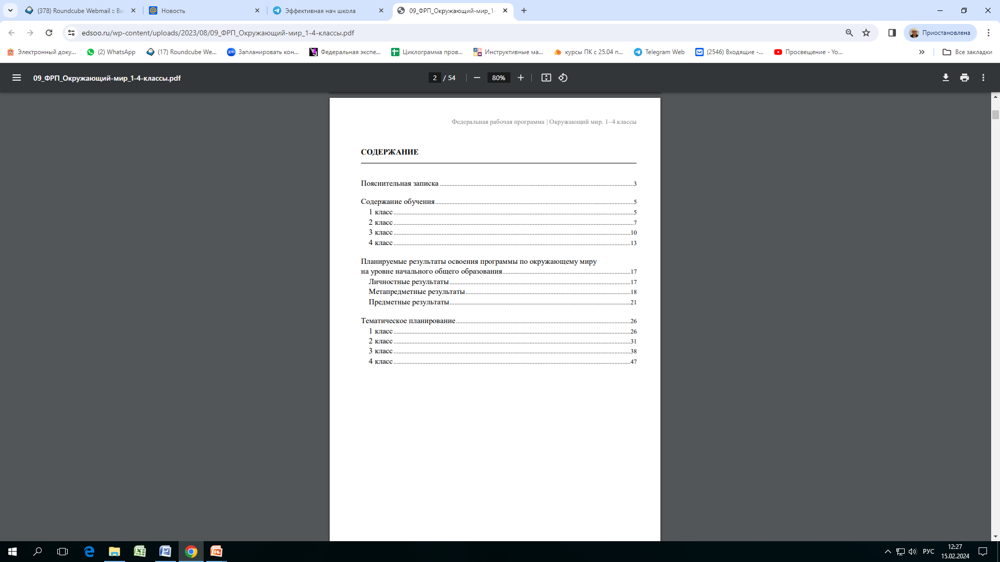 (378) Roundcube Webmail :: Вх
Новость
Эффективная нач школа
09_ФРП_Окружающий-мир_1-
edsoo.ru/wp-content/uploads/2023/08/09_ФРП_Окружающий-мир_1-4-классы.pdf
Приостановлена
Электронный доку...
(2) WhatsApp
(17) Roundcube We...
Запланировать кон...
Федеральная экспе...
Циклограмма пров...
Инструктивные ма...
курсы ПК с 25.04 п...
Telegram Web
(2546) Входящие -...
Просвещение - Yo...
Все закладки
09_ФРП_Окружающий-мир_1-4-классы.pdf
2 / 54
80%
Федеральная рабочая программа | Окружающий мир. 1–4 классы
СОДЕРЖАНИЕ
Пояснительная записка ... 3
Содержание обучения ... 5
1 класс ... 5
2 класс ... 7
3 класс ... 10
4 класс ... 13
Планируемые результаты освоения программы по окружающему миру
на уровне начального общего образования ... 17
Личностные результаты ... 17
Метапредметные результаты ... 18
Предметные результаты ... 21
Тематическое планирование ... 26
1 класс ... 26
2 класс ... 31
3 класс ... 38
4 класс ... 47
РУС
12:27
15.02.2024